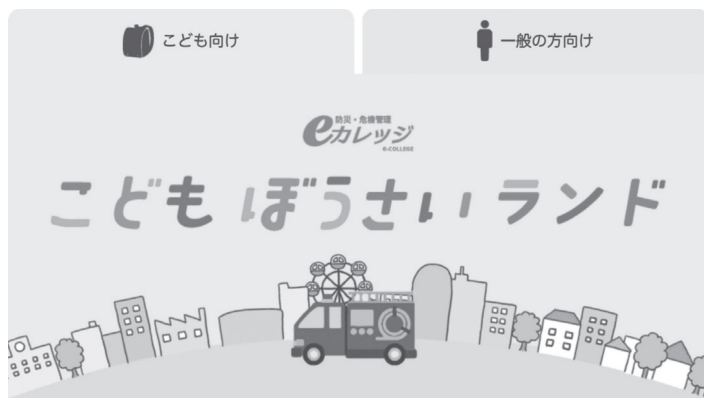 こども向け
一般の方向け
防災・危機管理
eカレッジ
e-COLLEGE
こども ぼうさい ランド